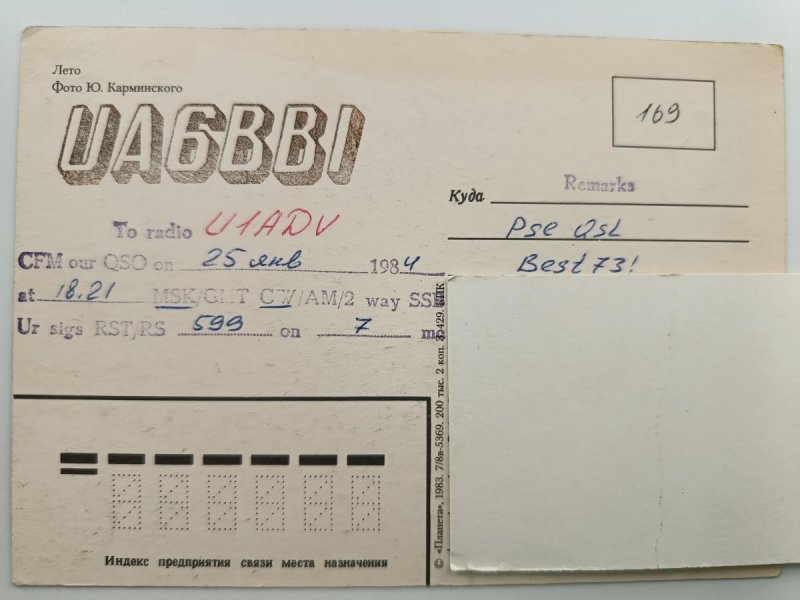 Лето
Фото Ю. Карминского
UA6BBI
169
To radio U1ADV
CFM our QSO on 25 янв 1984
at 18.21 MSK/GMT CW/AM/2 way SSB
Ur sigs RST/RS 599 on 7
Куда
Remarks
Pse QSL
Best 73!
Индекс предприятия связи места назначения
© «Планета», 1983. 7/8в-5369. 200 тыс. 2 коп.